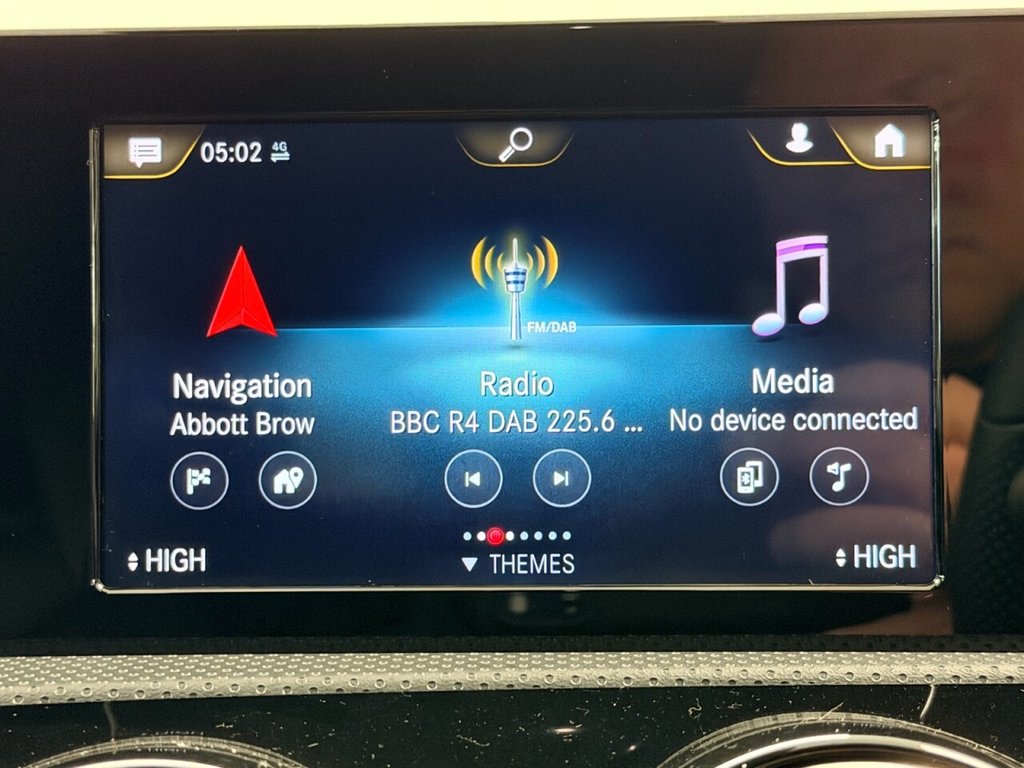 05:02 4G
FM/DAB
Navigation
Abbott Brow
Radio
BBC R4 DAB 225.6 ...
Media
No device connected
HIGH
THEMES
HIGH